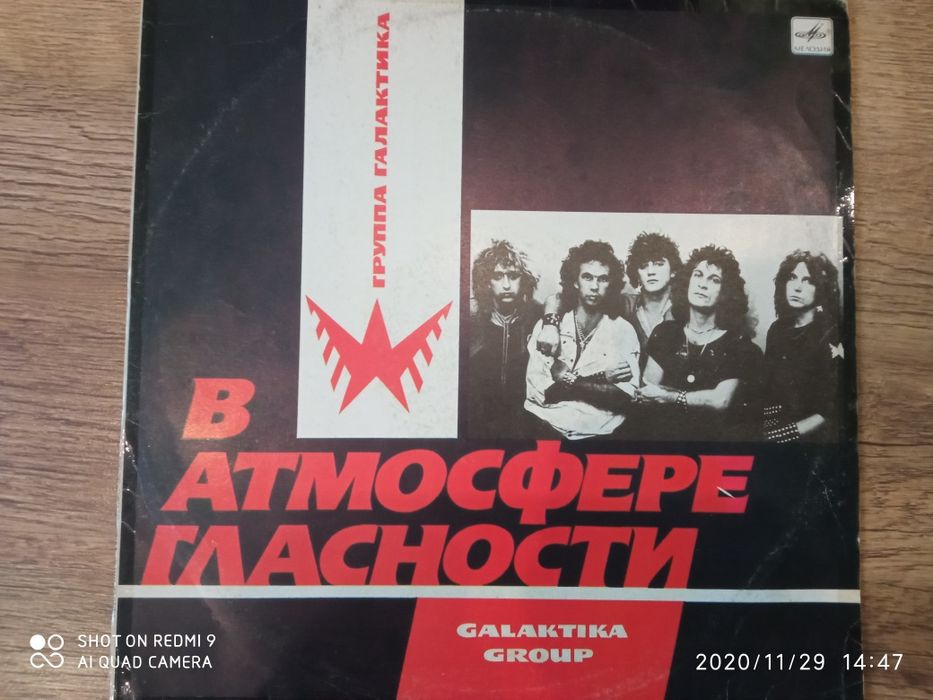 МЕЛОДИЯ
ГРУППА ГАЛАКТИКА
В
АТМОСФЕРЕ
ГЛАСНОСТИ
GALAKTIKA
GROUP
SHOT ON REDMI 9
AI QUAD CAMERA
2020/11/29 14:47